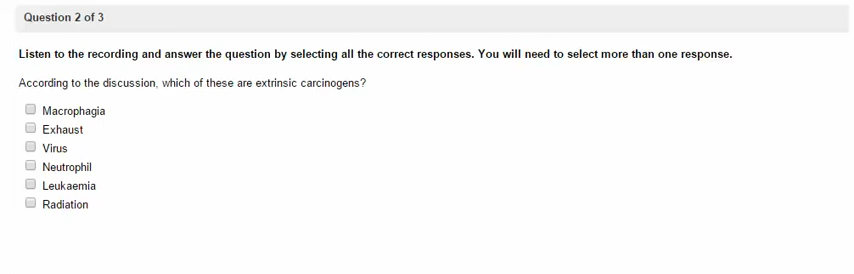 Question 2 of 3
Listen to the recording and answer the question by selecting all the correct responses. You will need to select more than one response.
According to the discussion, which of these are extrinsic carcinogens?
Macrophagia
Exhaust
Virus
Neutrophil
Leukaemia
Radiation